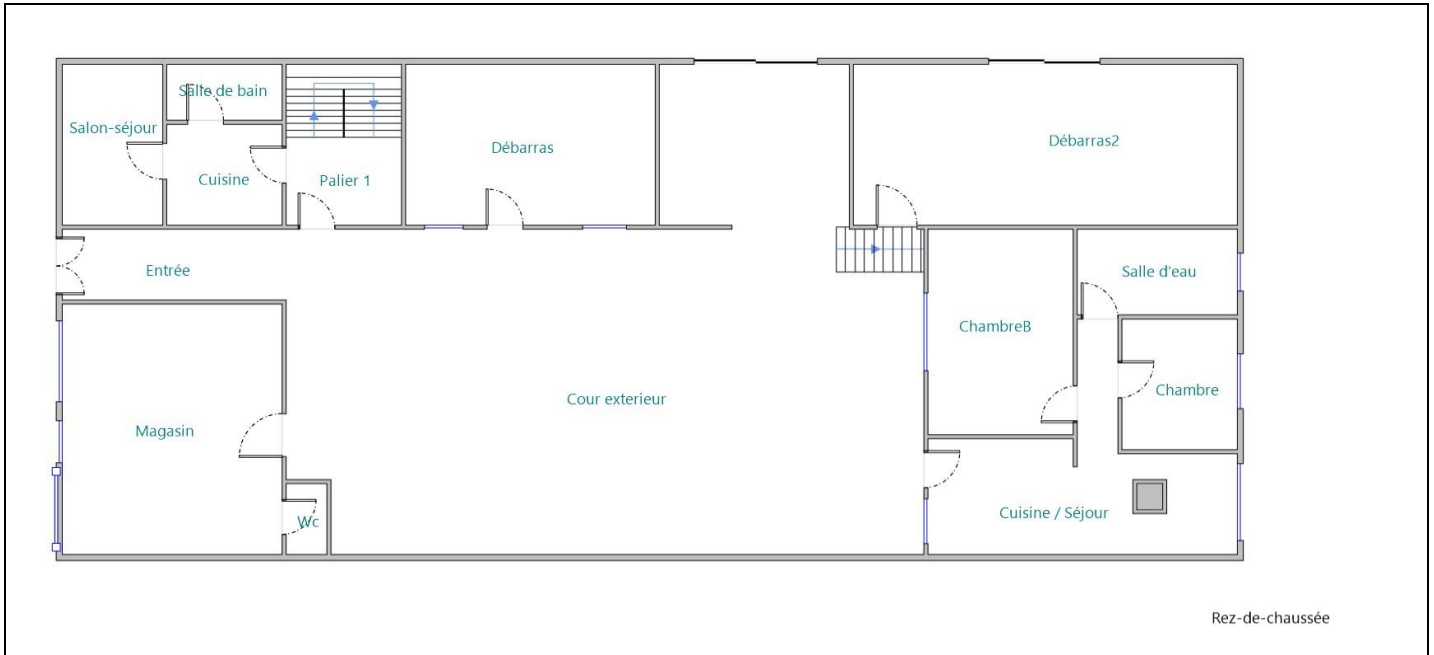 Salle de bain
Salon-séjour
Débarras
Débarras2
Cuisine
Palier 1
Entrée
Salle d'eau
ChambreB
Chambre
Cour exterieur
Magasin
Wc
Cuisine / Séjour
Rez-de-chaussée